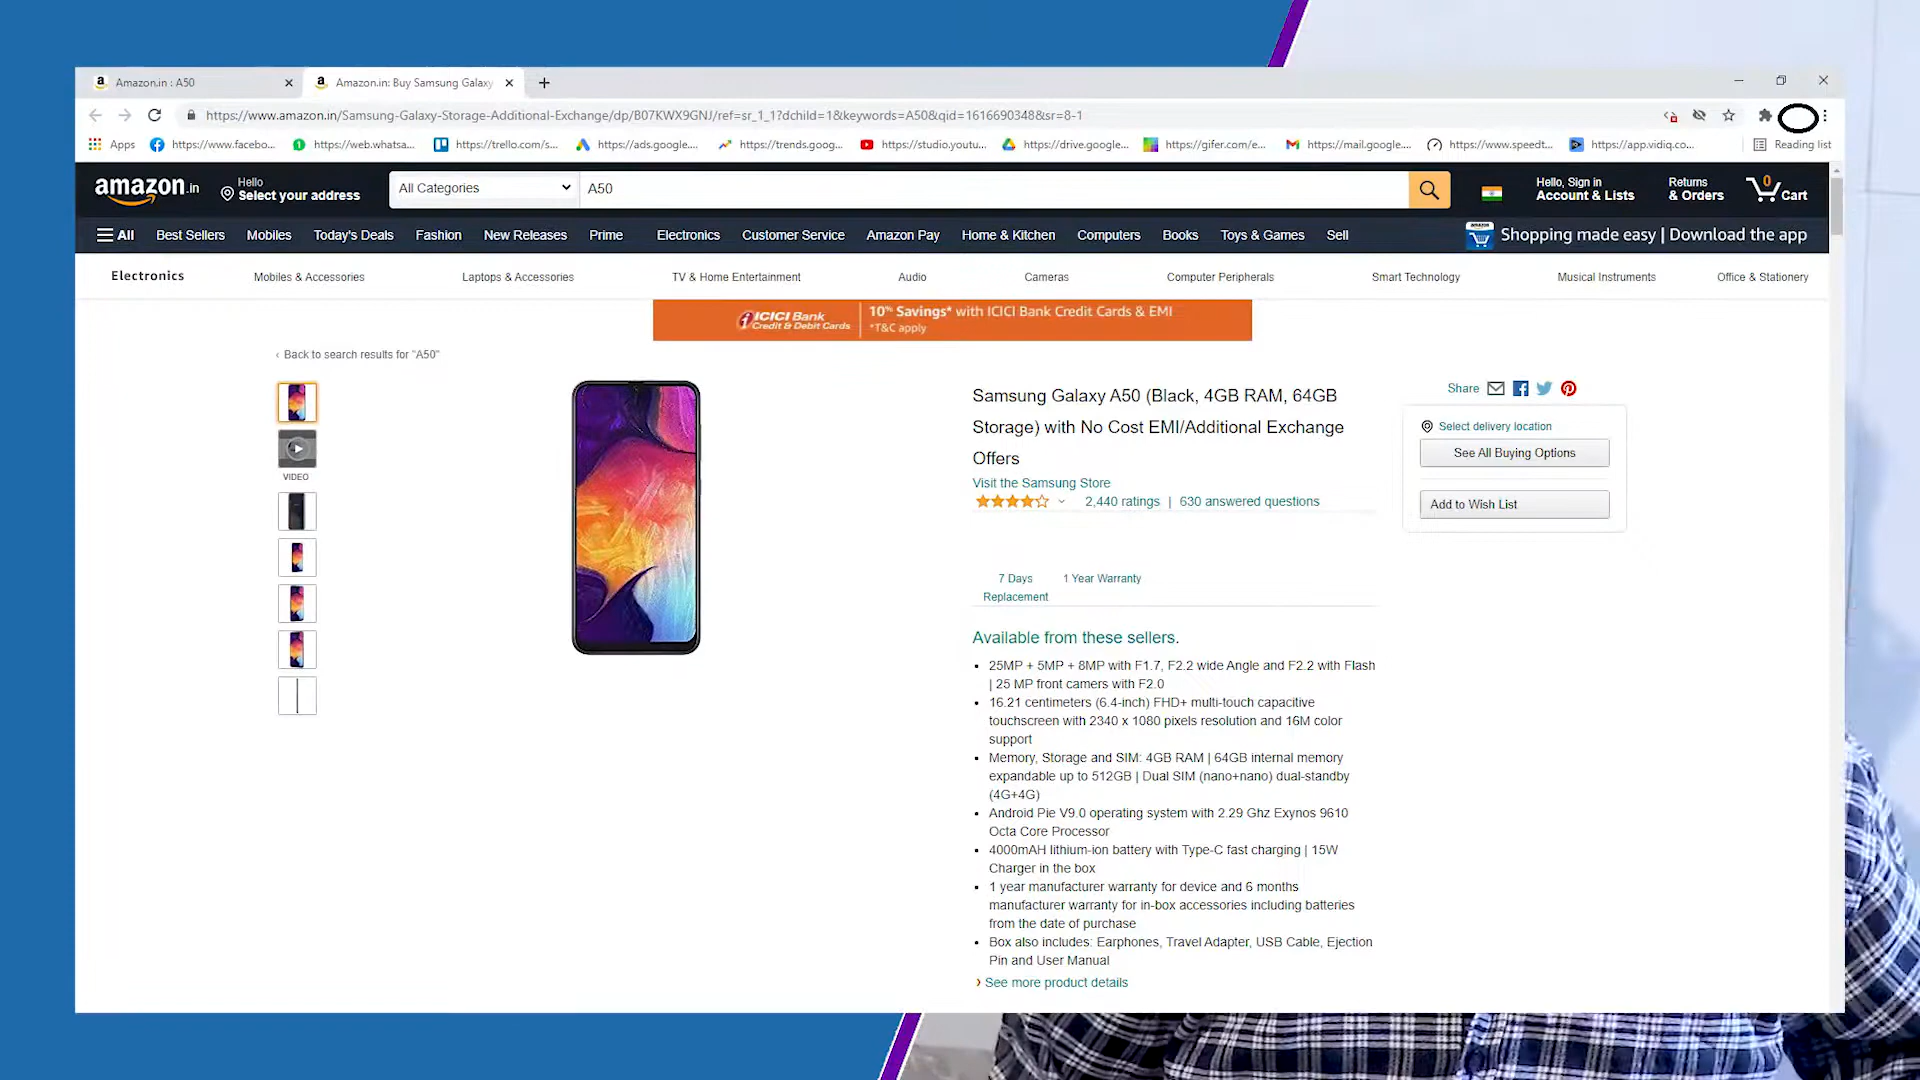 Amazon.in : A50
Amazon.in: Buy Samsung Galaxy
https://www.amazon.in/Samsung-Galaxy-Storage-Additional-Exchange/dp/B07KWX9GNJ/ref=sr_1_1?dchild=1&keywords=A50&qid=1616690348&sr=8-1
Apps https://www.facebo... https://web.whatsa... https://trello.com/s... https://ads.google.... https://trends.goog... https://studio.youtu... https://drive.google... https://gifer.com/e... https://mail.google.... https://www.speedt... https://app.vidiq.co... Reading list
amazon.in
Hello
Select your address
All Categories
A50
Hello, Sign in
Account & Lists
Returns
& Orders
0
Cart
All Best Sellers Mobiles Today's Deals Fashion New Releases Prime Electronics Customer Service Amazon Pay Home & Kitchen Computers Books Toys & Games Sell
amazon
Shopping made easy | Download the app
Electronics Mobiles & Accessories Laptops & Accessories TV & Home Entertainment Audio Cameras Computer Peripherals Smart Technology Musical Instruments Office & Stationery
ICICI Bank
Credit & Debit Cards
10% Savings* with ICICI Bank Credit Cards & EMI
*T&C apply
‹ Back to search results for "A50"
VIDEO
Samsung Galaxy A50 (Black, 4GB RAM, 64GB
Storage) with No Cost EMI/Additional Exchange
Offers
Visit the Samsung Store
2,440 ratings | 630 answered questions
7 Days
Replacement
1 Year Warranty
Available from these sellers.
• 25MP + 5MP + 8MP with F1.7, F2.2 wide Angle and F2.2 with Flash
| 25 MP front camers with F2.0
• 16.21 centimeters (6.4-inch) FHD+ multi-touch capacitive
touchscreen with 2340 x 1080 pixels resolution and 16M color
support
• Memory, Storage and SIM: 4GB RAM | 64GB internal memory
expandable up to 512GB | Dual SIM (nano+nano) dual-standby
(4G+4G)
• Android Pie V9.0 operating system with 2.29 Ghz Exynos 9610
Octa Core Processor
• 4000mAH lithium-ion battery with Type-C fast charging | 15W
Charger in the box
• 1 year manufacturer warranty for device and 6 months
manufacturer warranty for in-box accessories including batteries
from the date of purchase
• Box also includes: Earphones, Travel Adapter, USB Cable, Ejection
Pin and User Manual
› See more product details
Share
Select delivery location
See All Buying Options
Add to Wish List